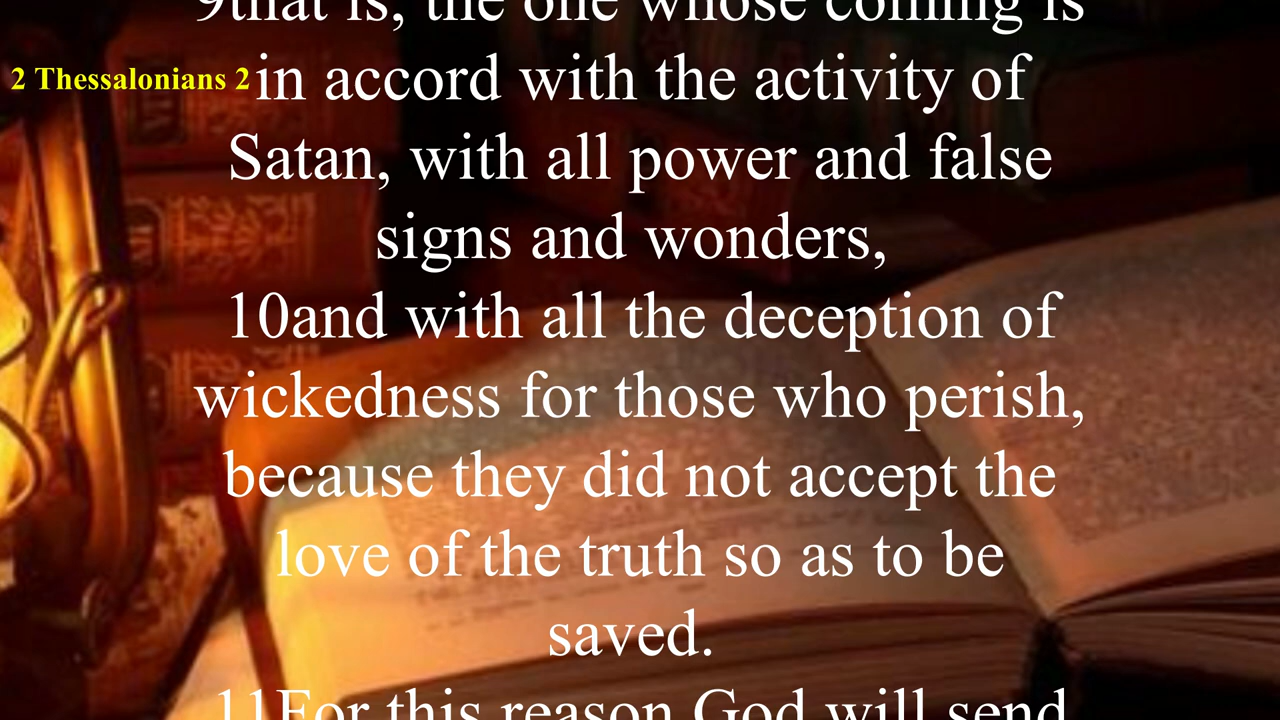 9that is, the one whose coming is
2 Thessalonians 2
in accord with the activity of
Satan, with all power and false
signs and wonders,
10and with all the deception of
wickedness for those who perish,
because they did not accept the
love of the truth so as to be
saved.
11For this reason God will send